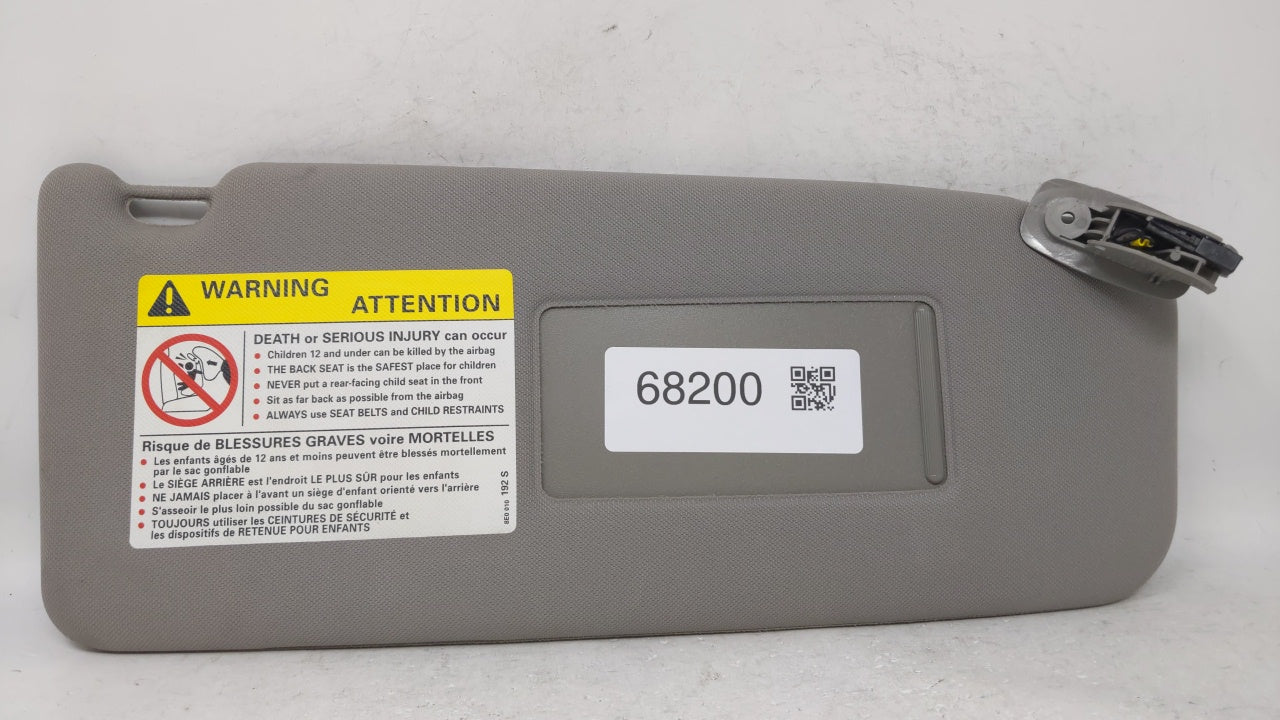 WARNING
ATTENTION
DEATH or SERIOUS INJURY can occur
• Children 12 and under can be killed by the airbag
• THE BACK SEAT is the SAFEST place for children
• NEVER put a rear-facing child seat in the front
• Sit as far back as possible from the airbag
• ALWAYS use SEAT BELTS and CHILD RESTRAINTS
Risque de BLESSURES GRAVES voire MORTELLES
• Les enfants âgés de 12 ans et moins peuvent être blessés mortellement
par le sac gonflable
• Le SIÈGE ARRIÈRE est l'endroit LE PLUS SÛR pour les enfants
• NE JAMAIS placer à l'avant un siège d'enfant orienté vers l'arrière
• S'asseoir le plus loin possible du sac gonflable
• TOUJOURS utiliser les CEINTURES DE SÉCURITÉ et
les dispositifs de RETENUE POUR ENFANTS
8E0 010 192 S
68200